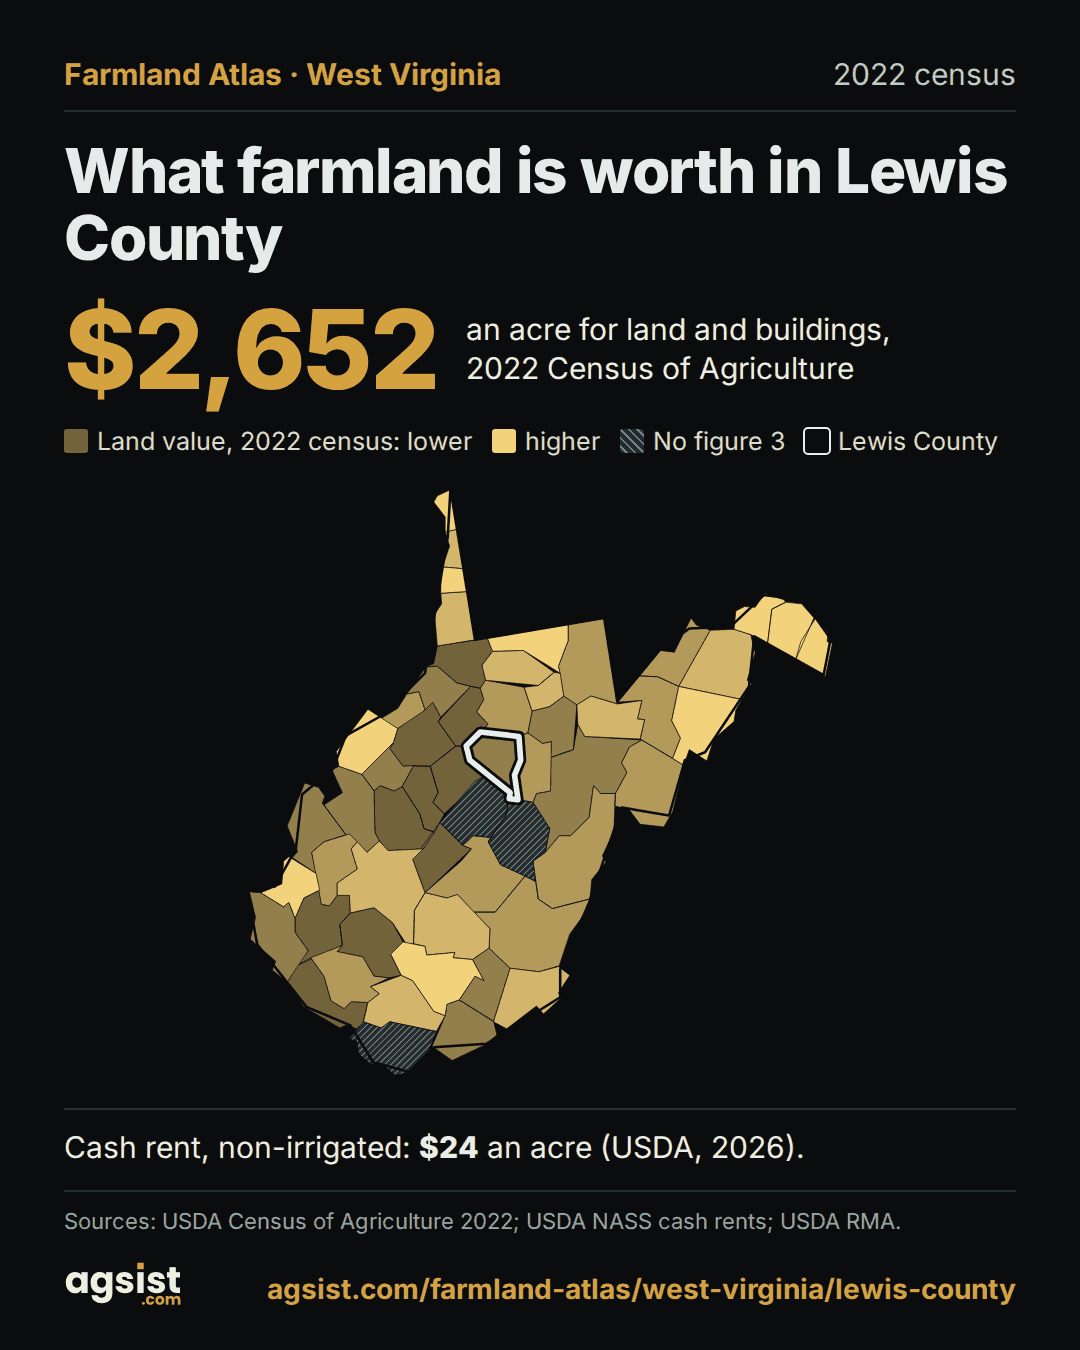 Farmland Atlas · West Virginia
2022 census
What farmland is worth in Lewis
County
$2,652
an acre for land and buildings,
2022 Census of Agriculture
Land value, 2022 census: lower
higher
No figure 3
Lewis County
Cash rent, non-irrigated: $24 an acre (USDA, 2026).
Sources: USDA Census of Agriculture 2022; USDA NASS cash rents; USDA RMA.
agsist
.com
agsist.com/farmland-atlas/west-virginia/lewis-county